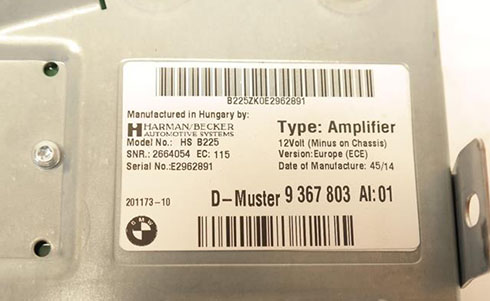 B225ZK0E2962891
Manufactured in Hungary by:
HARMAN/BECKER
AUTOMOTIVE SYSTEMS
Model No.: HS B225
SNR.: 2664054 EC: 115
Serial No.:E2962891
Type: Amplifier
12Volt (Minus on Chassis)
Version:Europe (ECE)
Date of Manufacture: 45/14
201173-10
D-Muster 9 367 803 AI:01
BMW